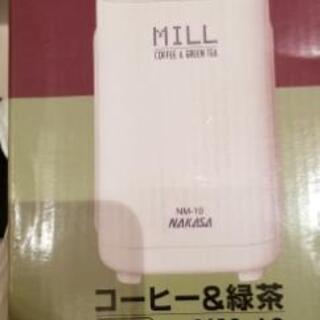 MILL
COFFEE & GREEN TEA
NM-10
NAKASA
コーヒー&緑茶